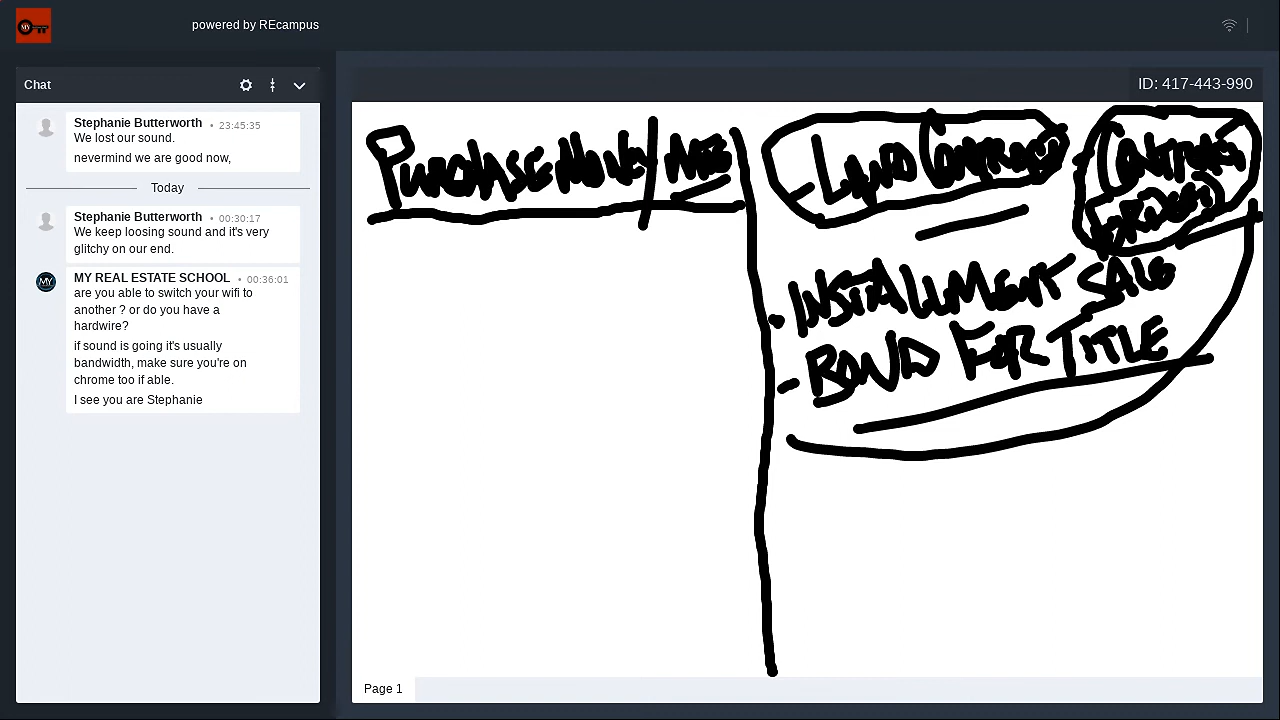 MY
powered by REcampus
Chat
Stephanie Butterworth • 23:45:35
We lost our sound.
nevermind we are good now,
Today
Stephanie Butterworth • 00:30:17
We keep loosing sound and it's very
glitchy on our end.
MY
MY REAL ESTATE SCHOOL • 00:36:01
are you able to switch your wifi to
another ? or do you have a
hardwire?
if sound is going it's usually
bandwidth, make sure you're on
chrome too if able.
I see you are Stephanie
ID: 417-443-990
PURCHASE MONEY
- LAND CONTRACT
FOR DEED
- INSTALLMENT SALE
- BOND FOR TITLE
Page 1